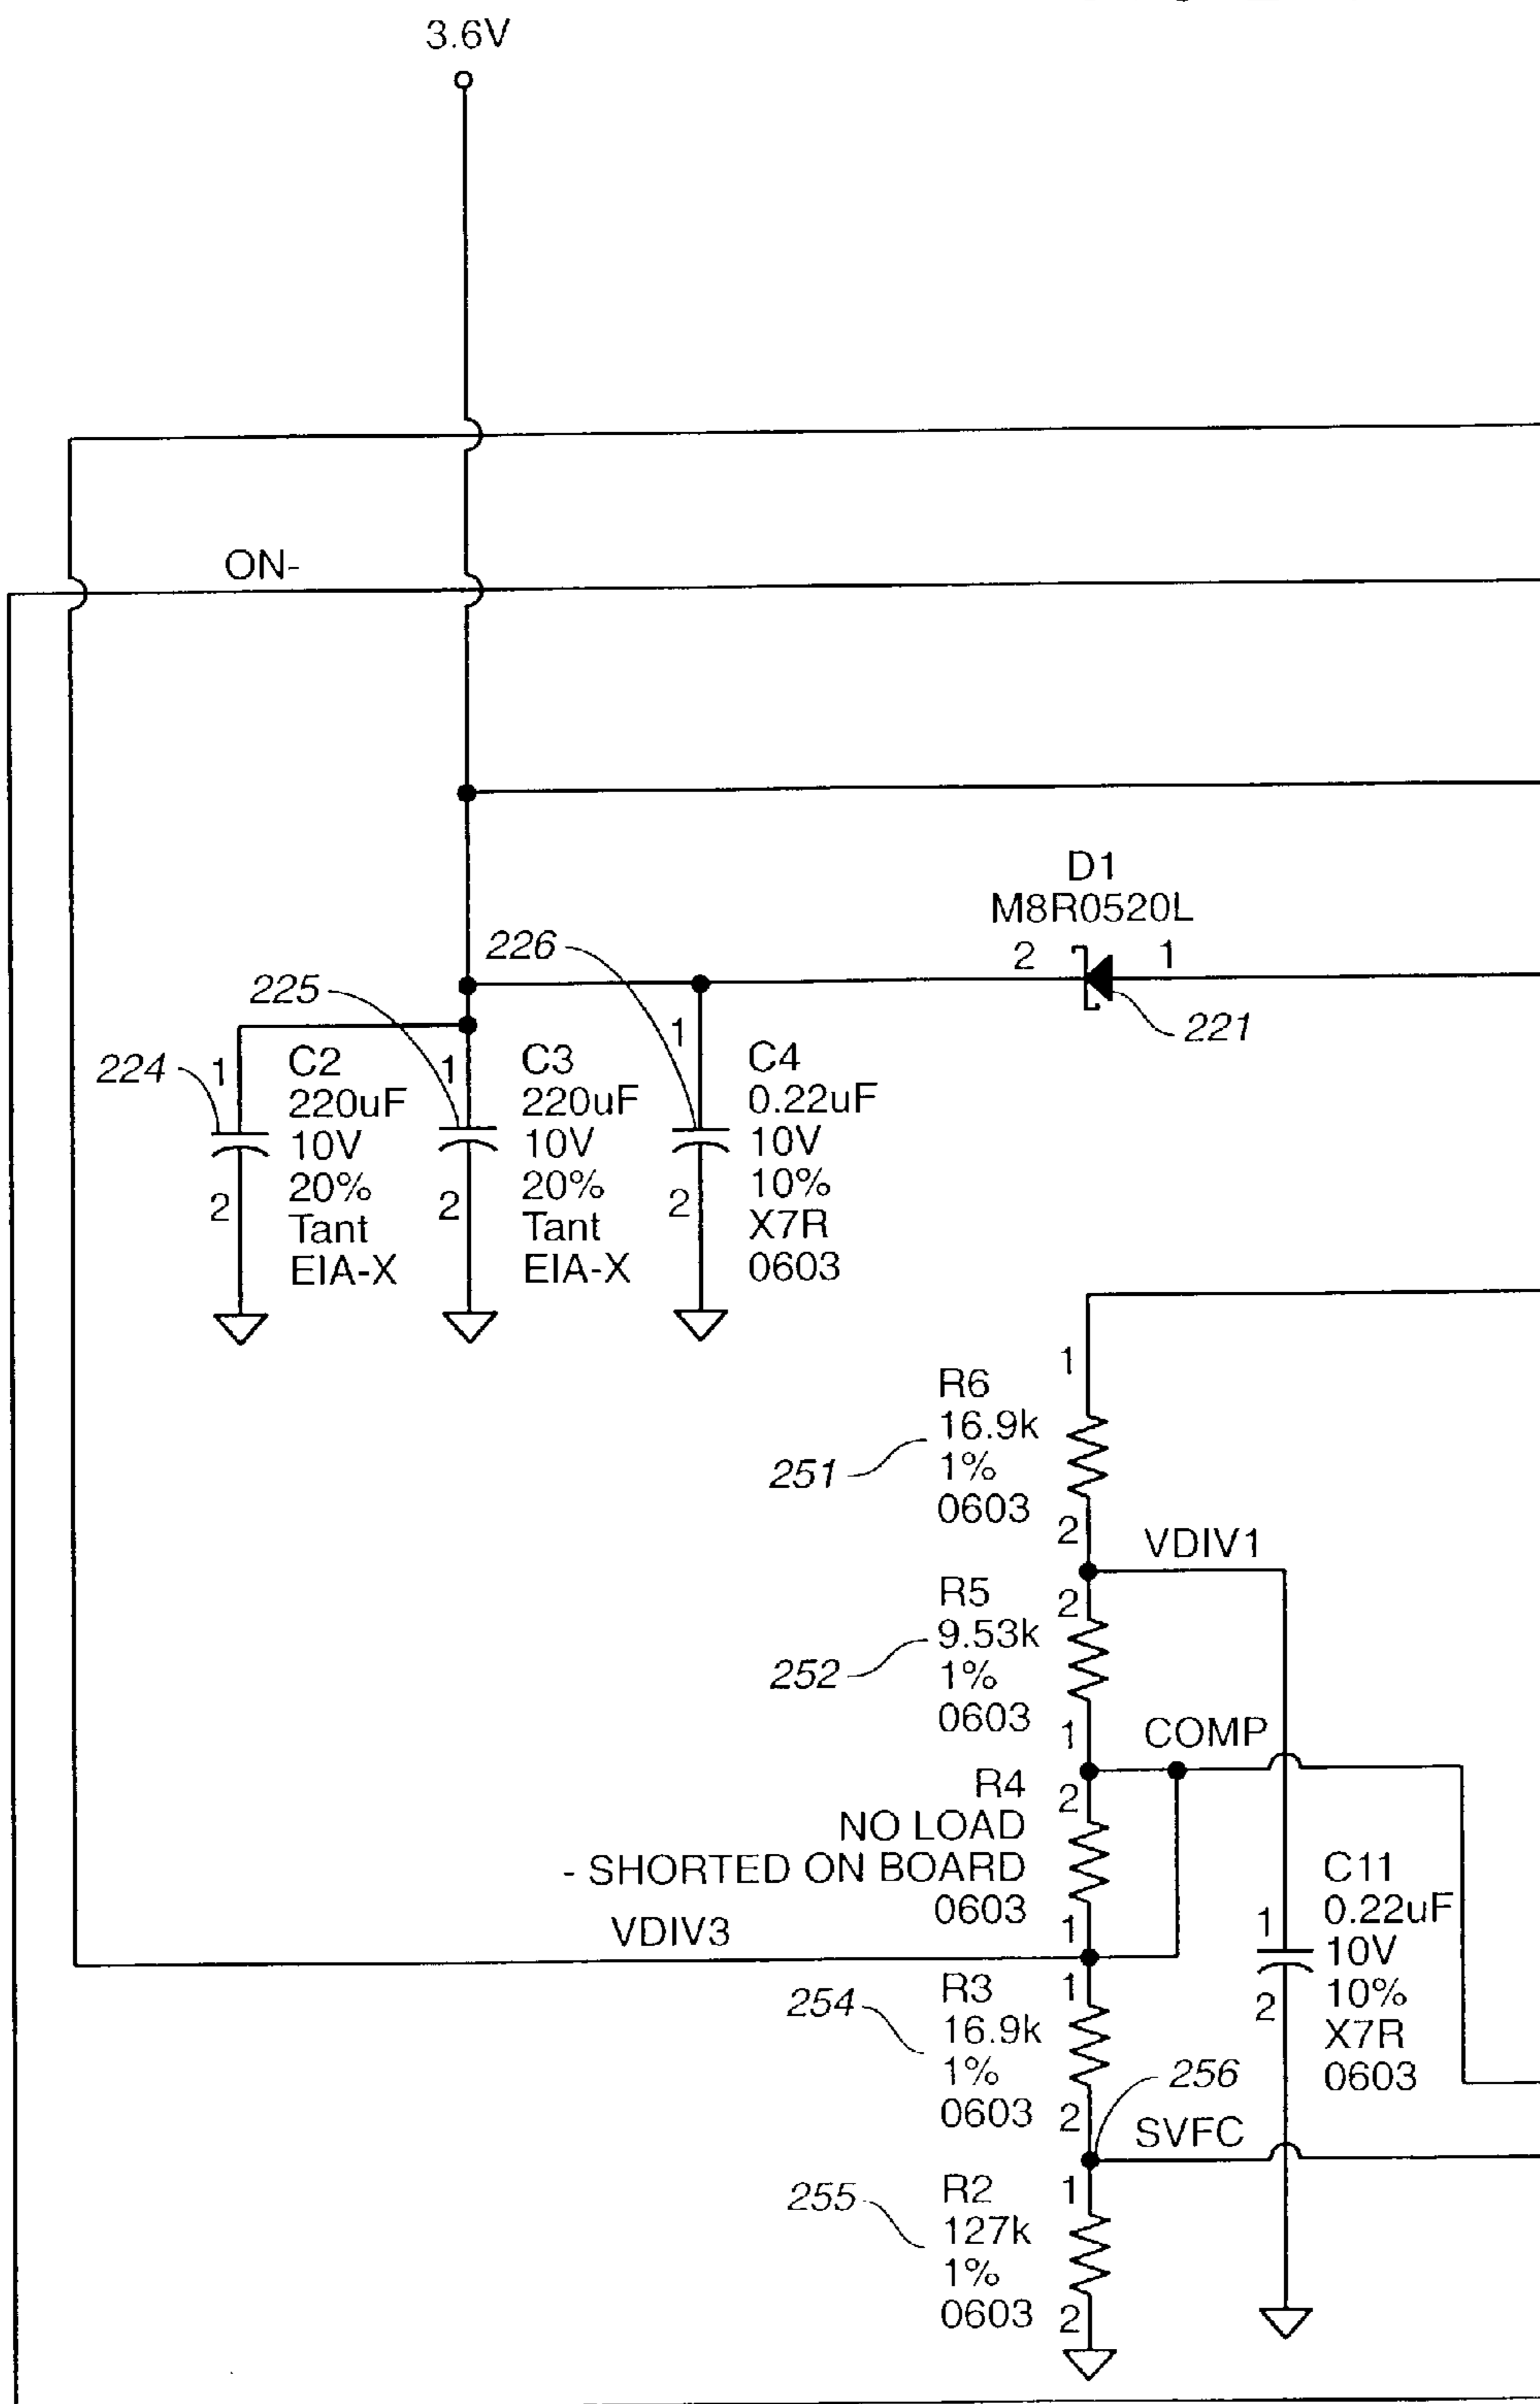 3.6V
ON-
D1
M8R0520L
2 1
221
226
225
224
1
C2
220uF
10V
20%
Tant
EIA-X
2
1
C3
220uF
10V
20%
Tant
EIA-X
2
1
C4
0.22uF
10V
10%
X7R
0603
2
1
R6
16.9k
1%
0603
251
2
VDIV1
R5
9.53k
1%
0603
252
2
1
COMP
R4
NO LOAD
- SHORTED ON BOARD
0603
2
1
VDIV3
C11
0.22uF
10V
10%
X7R
0603
1
2
R3
16.9k
1%
0603
254
1
2
256
SVFC
R2
127k
1%
0603
255
1
2